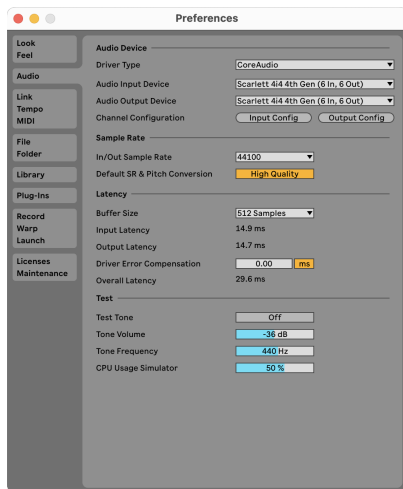 Preferences
Look
Feel
Audio
Link
Tempo
MIDI
File
Folder
Library
Plug-Ins
Record
Warp
Launch
Licenses
Maintenance
Audio Device
Driver Type CoreAudio
Audio Input Device Scarlett 4i4 4th Gen (6 In, 6 Out)
Audio Output Device Scarlett 4i4 4th Gen (6 In, 6 Out)
Channel Configuration Input Config Output Config
Sample Rate
In/Out Sample Rate 44100
Default SR & Pitch Conversion High Quality
Latency
Buffer Size 512 Samples
Input Latency 14.9 ms
Output Latency 14.7 ms
Driver Error Compensation 0.00 ms
Overall Latency 29.6 ms
Test
Test Tone Off
Tone Volume -36 dB
Tone Frequency 440 Hz
CPU Usage Simulator 50 %